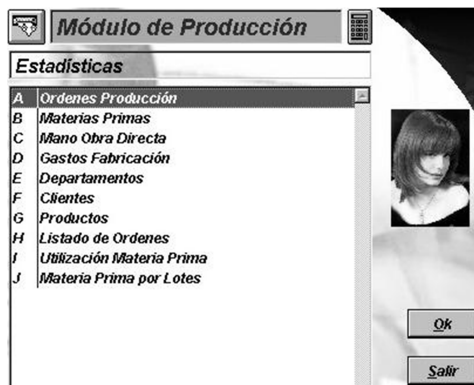 Módulo de Producción
Estadísticas
A Ordenes Producción
B Materias Primas
C Mano Obra Directa
D Gastos Fabricación
E Departamentos
F Clientes
G Productos
H Listado de Ordenes
I Utilización Materia Prima
J Materia Prima por Lotes
Ok
Salir